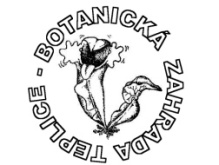 BOTANICKÁ ZAHRADA TEPLICE -